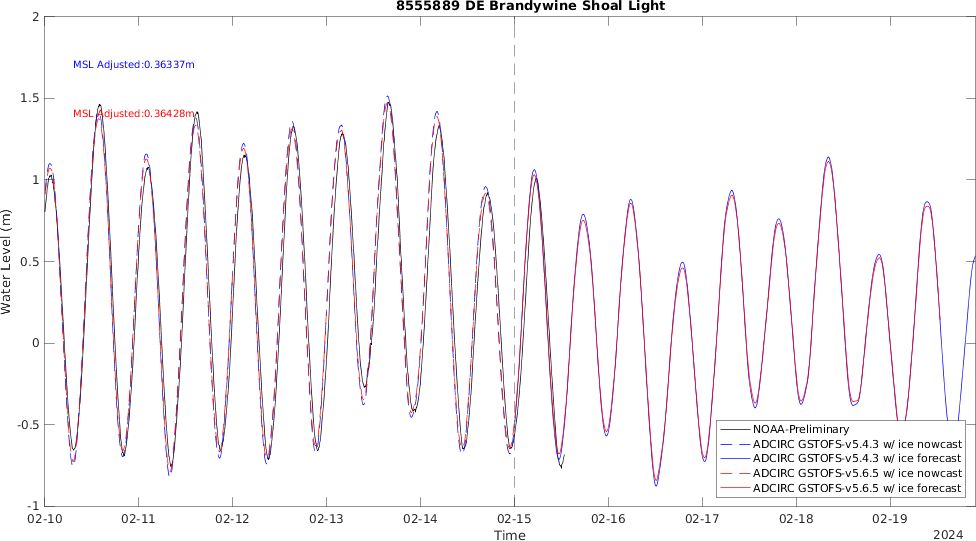 8555889 DE Brandywine Shoal Light
2
1.5
1
0.5
0
-0.5
-1
Water Level (m)
MSL Adjusted:0.36337m
MSL Adjusted:0.36428m
NOAA-Preliminary
ADCIRC GSTOFS-v5.4.3 w/ ice nowcast
ADCIRC GSTOFS-v5.4.3 w/ ice forecast
ADCIRC GSTOFS-v5.6.5 w/ ice nowcast
ADCIRC GSTOFS-v5.6.5 w/ ice forecast
02-10 02-11 02-12 02-13 02-14 02-15 02-16 02-17 02-18 02-19
Time
2024